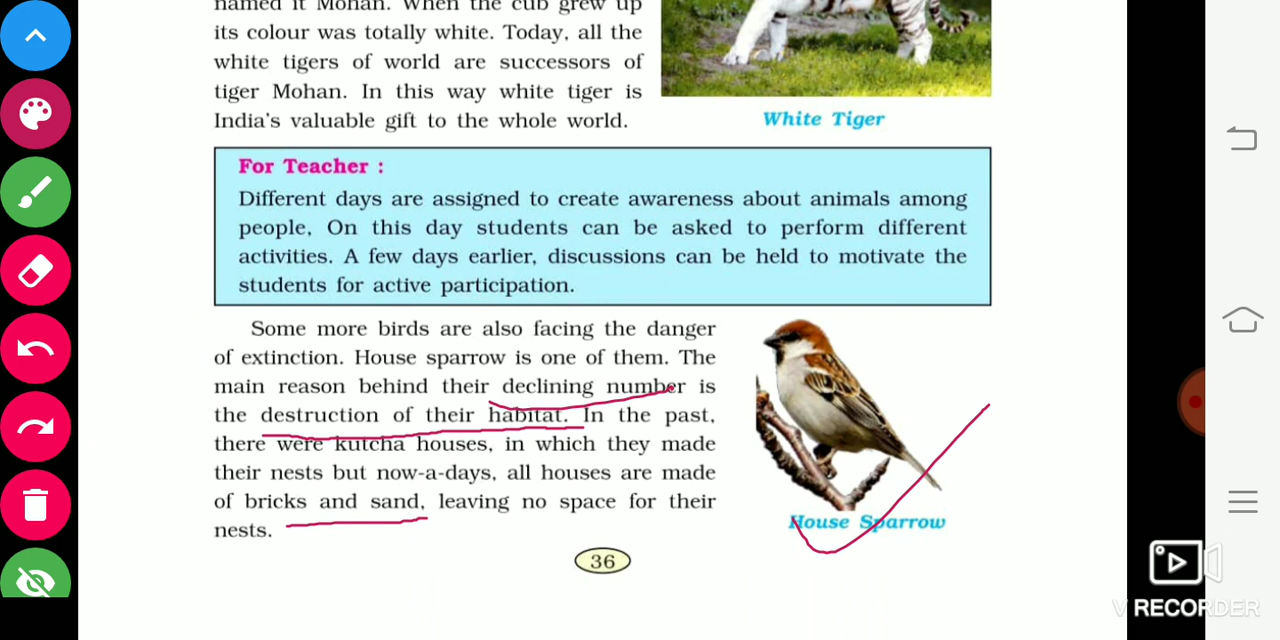 named it Mohan. When the cub grew up
its colour was totally white. Today, all the
white tigers of world are successors of
tiger Mohan. In this way white tiger is
India's valuable gift to the whole world.
White Tiger
For Teacher :
Different days are assigned to create awareness about animals among
people, On this day students can be asked to perform different
activities. A few days earlier, discussions can be held to motivate the
students for active participation.
Some more birds are also facing the danger
of extinction. House sparrow is one of them. The
main reason behind their declining number is
the destruction of their habitat. In the past,
there were kutcha houses, in which they made
their nests but now-a-days, all houses are made
of bricks and sand, leaving no space for their
nests.
House Sparrow
36
V RECORDER